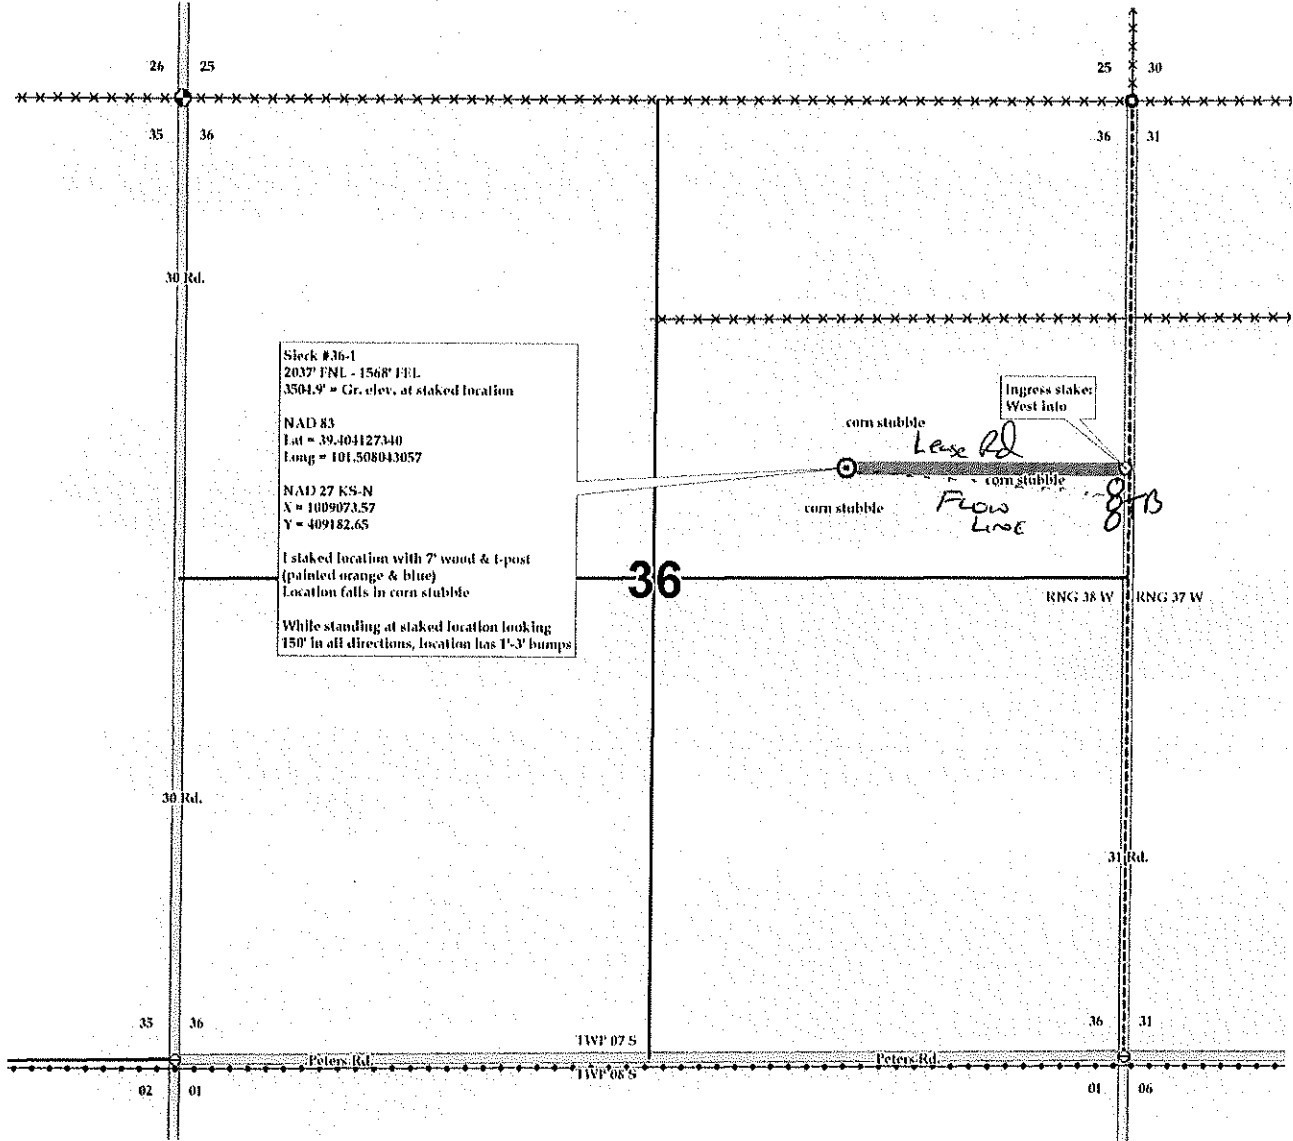 26 25
25 30
35 36
36 31
30 Rd.
Sieck #36-1
2037' FNL - 1568' FEL
3504.9' = Gr. elev. at staked location
NAD 83
Lat = 39.404127340
Long = 101.508043057
NAD 27 KS-N
X = 1009073.57
Y = 409182.65
I staked location with 7' wood & t-post
(painted orange & blue)
Location falls in corn stubble
While standing at staked location looking
150' in all directions, location has 1'-3' bumps
Ingress stake:
West into
corn stubble
Lease Rd
corn stubble
corn stubble
Flow
Line
TB
36
RNG 38 W RNG 37 W
30 Rd.
31 Rd.
35 36
TWP 07 S
36 31
Peters Rd.
Peters Rd.
TWP 08 S
02 01
01 06